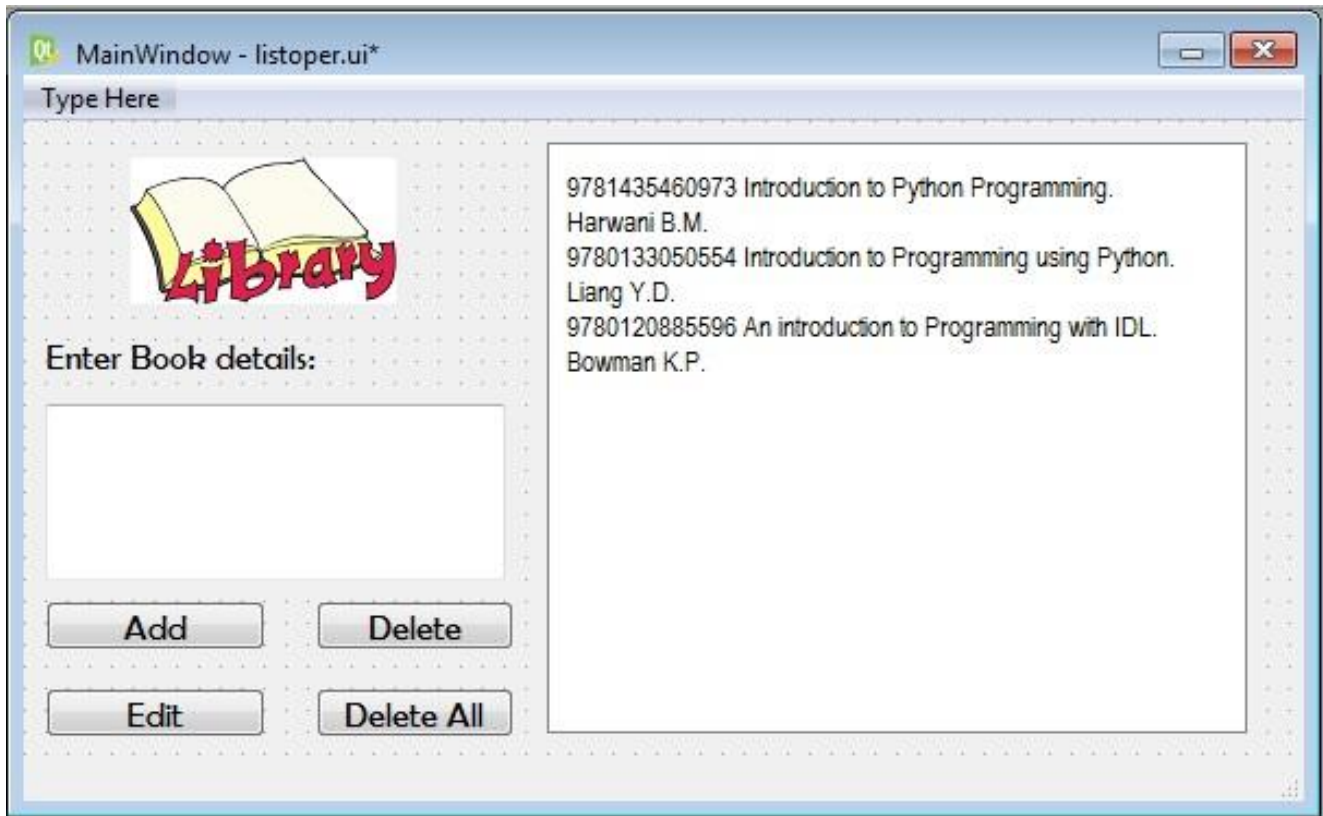 Qt
MainWindow - listoper.ui*
Type Here
Library
Enter Book details:
Add
Delete
Edit
Delete All
9781435460973 Introduction to Python Programming.
Harwani B.M.
9780133050554 Introduction to Programming using Python.
Liang Y.D.
9780120885596 An introduction to Programming with IDL.
Bowman K.P.